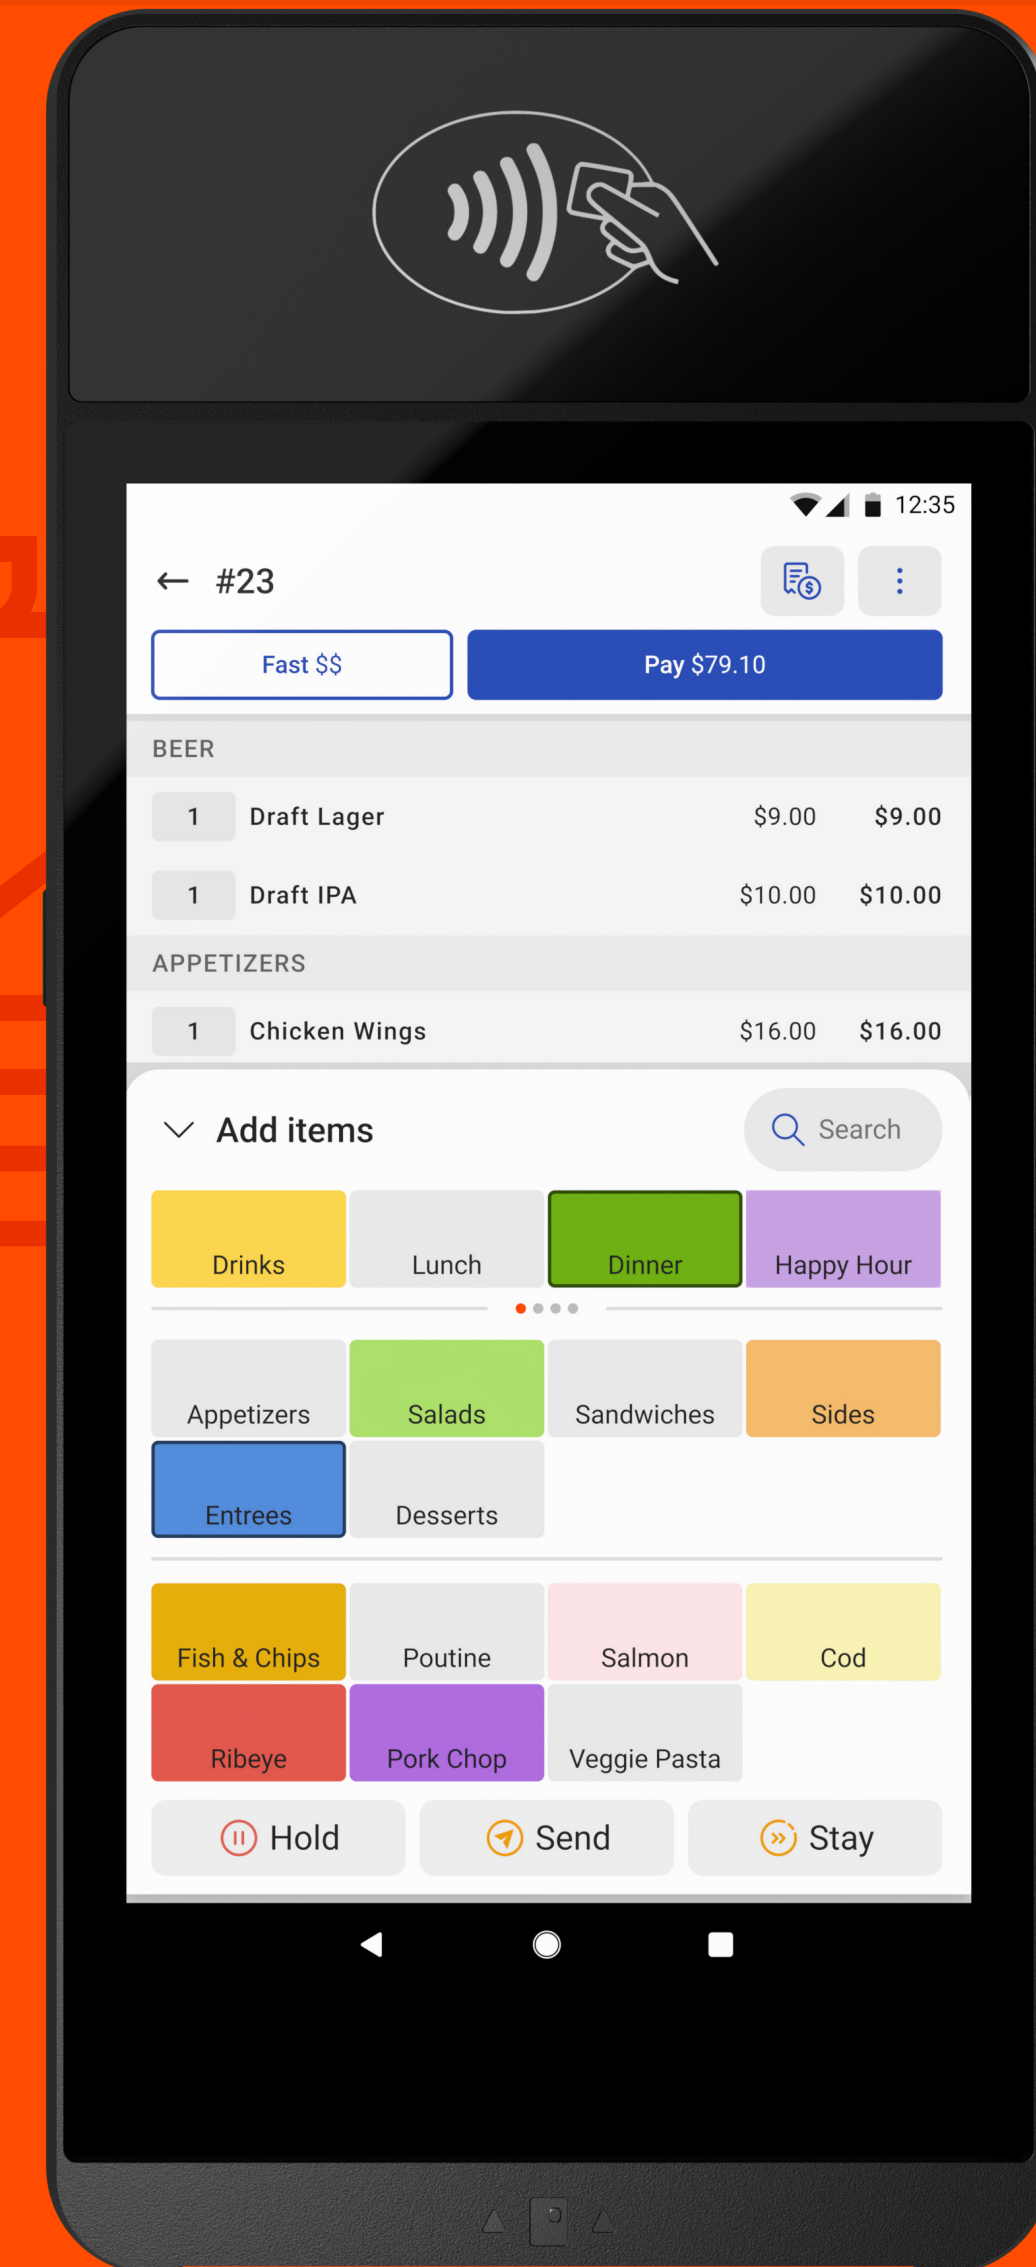 12:35
#23
Fast $$ Pay $79.10
BEER
1 Draft Lager $9.00 $9.00
1 Draft IPA $10.00 $10.00
APPETIZERS
1 Chicken Wings $16.00 $16.00
Add items Search
Drinks Lunch Dinner Happy Hour
Appetizers Salads Sandwiches Sides
Entrees Desserts
Fish & Chips Poutine Salmon Cod
Ribeye Pork Chop Veggie Pasta
Hold Send Stay